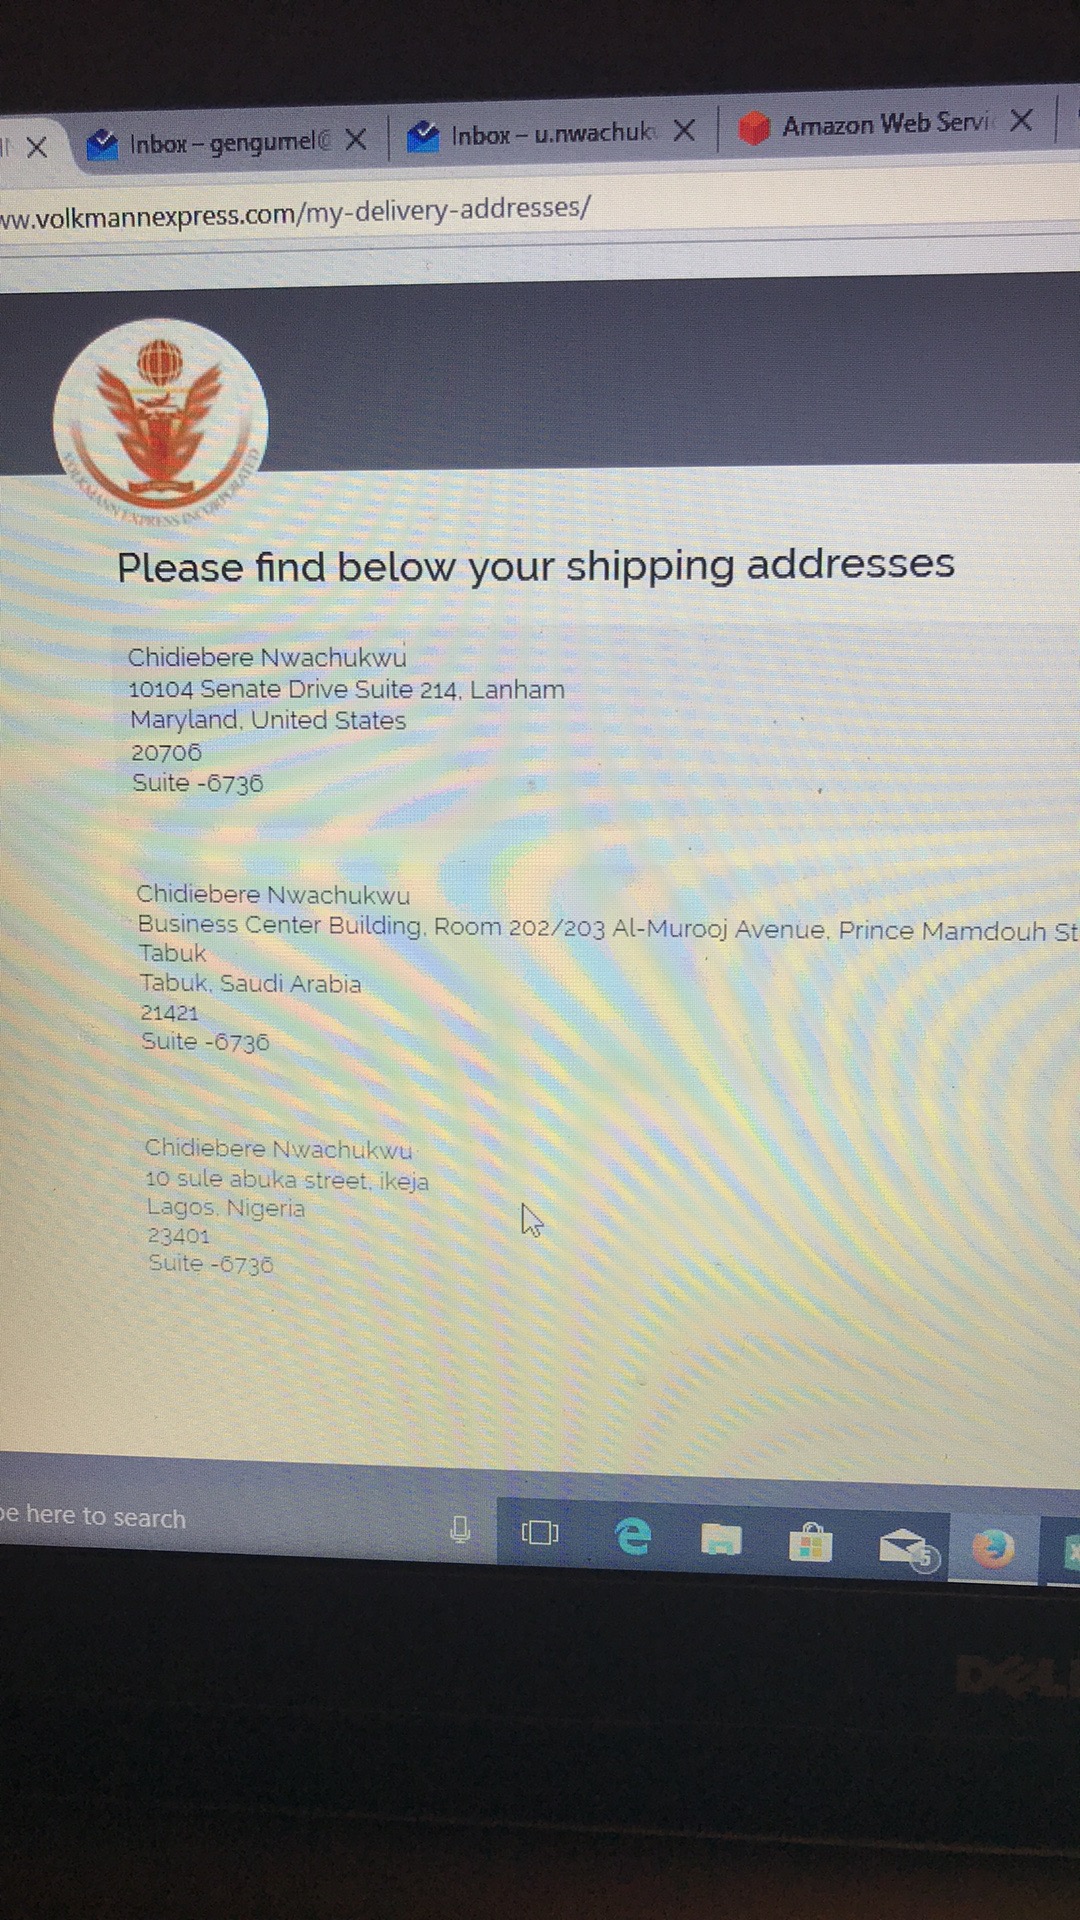 Inbox – gengumel@
Inbox – u.nwachuk
Amazon Web Servi
ww.volkmannexpress.com/my-delivery-addresses/
VOLKMANN EXPRESS INCORPORATED
Please find below your shipping addresses
Chidiebere Nwachukwu
10104 Senate Drive Suite 214, Lanham
Maryland, United States
20706
Suite -6736
Chidiebere Nwachukwu
Business Center Building, Room 202/203 Al-Murooj Avenue, Prince Mamdouh St
Tabuk
Tabuk, Saudi Arabia
21421
Suite -6736
Chidiebere Nwachukwu
10 sule abuka street, ikeja
Lagos, Nigeria
23401
Suite -6736
pe here to search
5
DELL